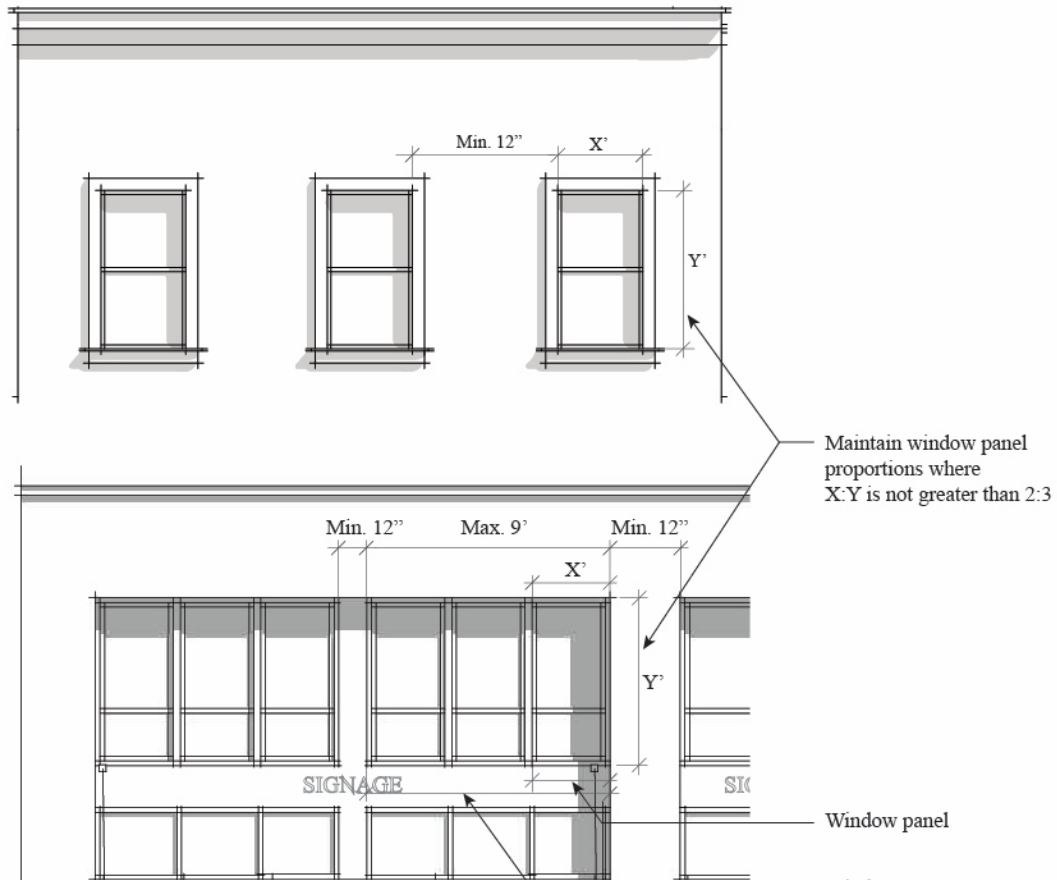 Min. 12”
X’
Y’
Maintain window panel
proportions where
X:Y is not greater than 2:3
Min. 12”
Max. 9’
Min. 12”
X’
Y’
SIGNAGE
SIG
Window panel